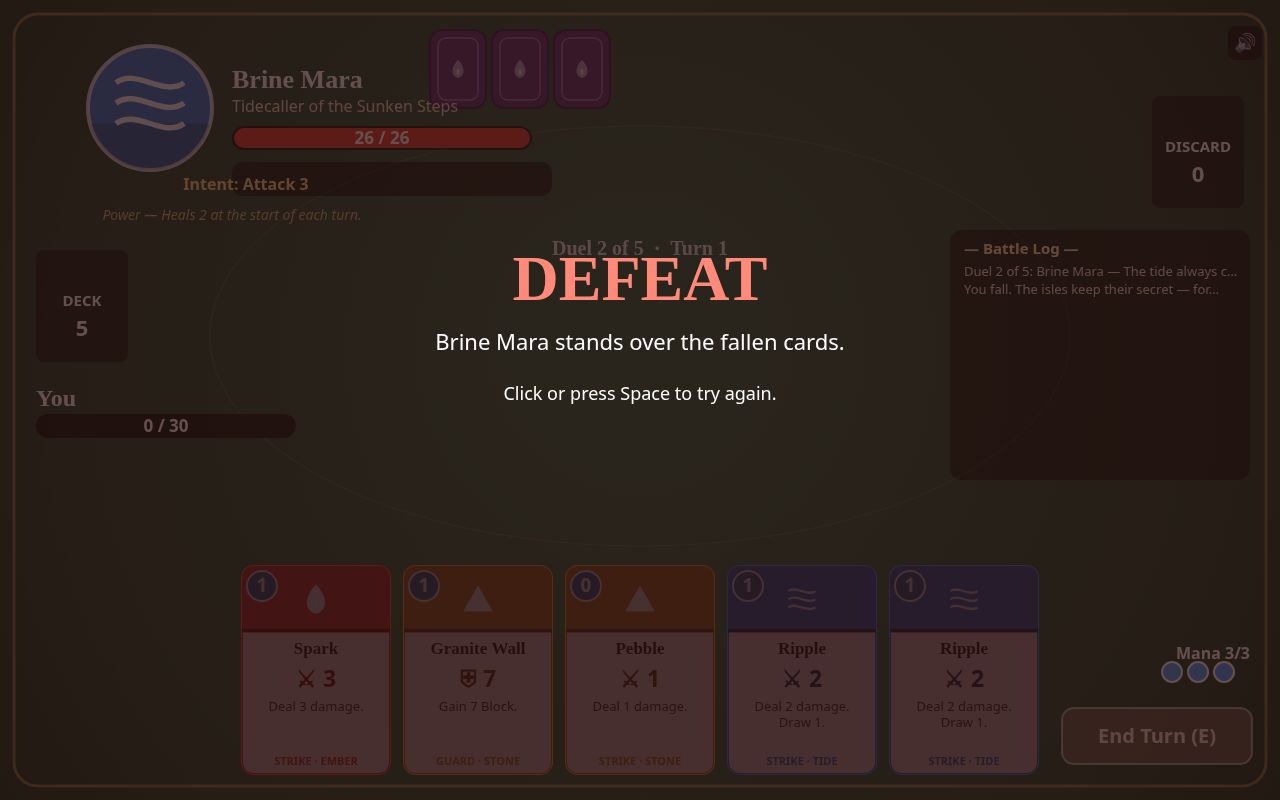 Brine Mara
Tidecaller of the Sunken Steps
26 / 26
Intent: Attack 3
Power — Heals 2 at the start of each turn.
DISCARD
0
Duel 2 of 5 · Turn 1
DEFEAT
Brine Mara stands over the fallen cards.
Click or press Space to try again.
— Battle Log —
Duel 2 of 5: Brine Mara — The tide always c...
You fall. The isles keep their secret — for...
DECK
5
You
0 / 30
1
Spark
⚔ 3
Deal 3 damage.
STRIKE · EMBER
1
Granite Wall
⛨ 7
Gain 7 Block.
GUARD · STONE
0
Pebble
⚔ 1
Deal 1 damage.
STRIKE · STONE
1
Ripple
⚔ 2
Deal 2 damage.
Draw 1.
STRIKE · TIDE
1
Ripple
⚔ 2
Deal 2 damage.
Draw 1.
STRIKE · TIDE
Mana 3/3
End Turn (E)